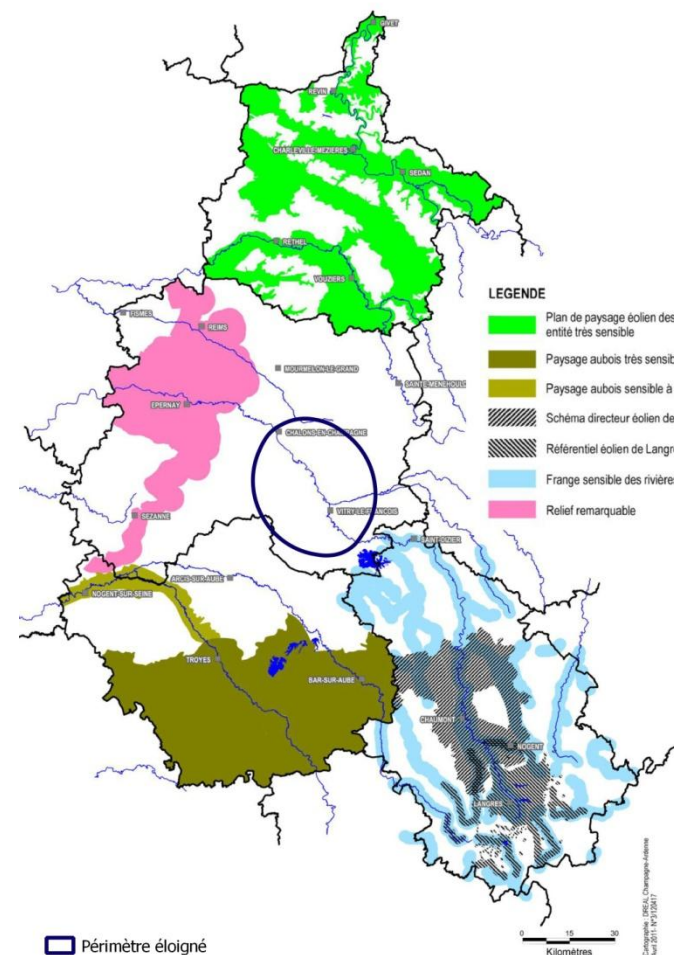 GIVET
REVIN
CHARLEVILLE-MEZIERES
SEDAN
RETHEL
VOUZIERS
FISMES
REIMS
MOURMELON-LE-GRAND
SAINTE-MENEHOULD
EPERNAY
CHALONS-EN-CHAMPAGNE
VITRY-LE-FRANCOIS
SEZANNE
SAINT-DIZIER
ARCIS-SUR-AUBE
NOGENT-SUR-SEINE
TROYES
BAR-SUR-AUBE
CHAUMONT
NOGENT
LANGRES
LEGENDE
Plan de paysage éolien des
entité très sensible
Paysage aubois très sensib
Paysage aubois sensible à
Schéma directeur éolien de
Référentiel éolien de Langre
Frange sensible des rivières
Relief remarquable
Périmètre éloigné
0 15 30
Kilomètres
Cartographie : DREAL Champagne-Ardenne